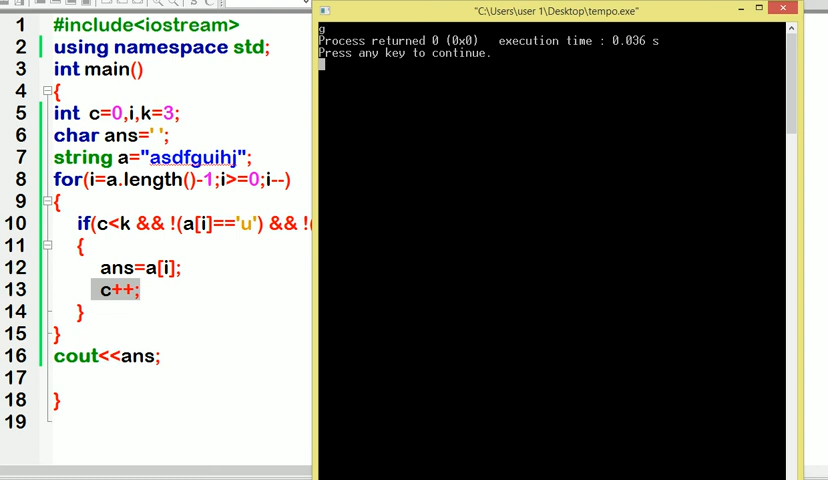 1 #include<iostream>
2 using namespace std;
3 int main()
4 {
5 int c=0,i,k=3;
6 char ans=' ';
7 string a="asdfguihj";
8 for(i=a.length()-1;i>=0;i--)
9 {
10 if(c<k && !(a[i]=='u') && !(
11 {
12 ans=a[i];
13 c++;
14 }
15 }
16 cout<<ans;
17
18 }
19
"C:\Users\user 1\Desktop\tempo.exe"
g
Process returned 0 (0x0) execution time : 0.036 s
Press any key to continue.